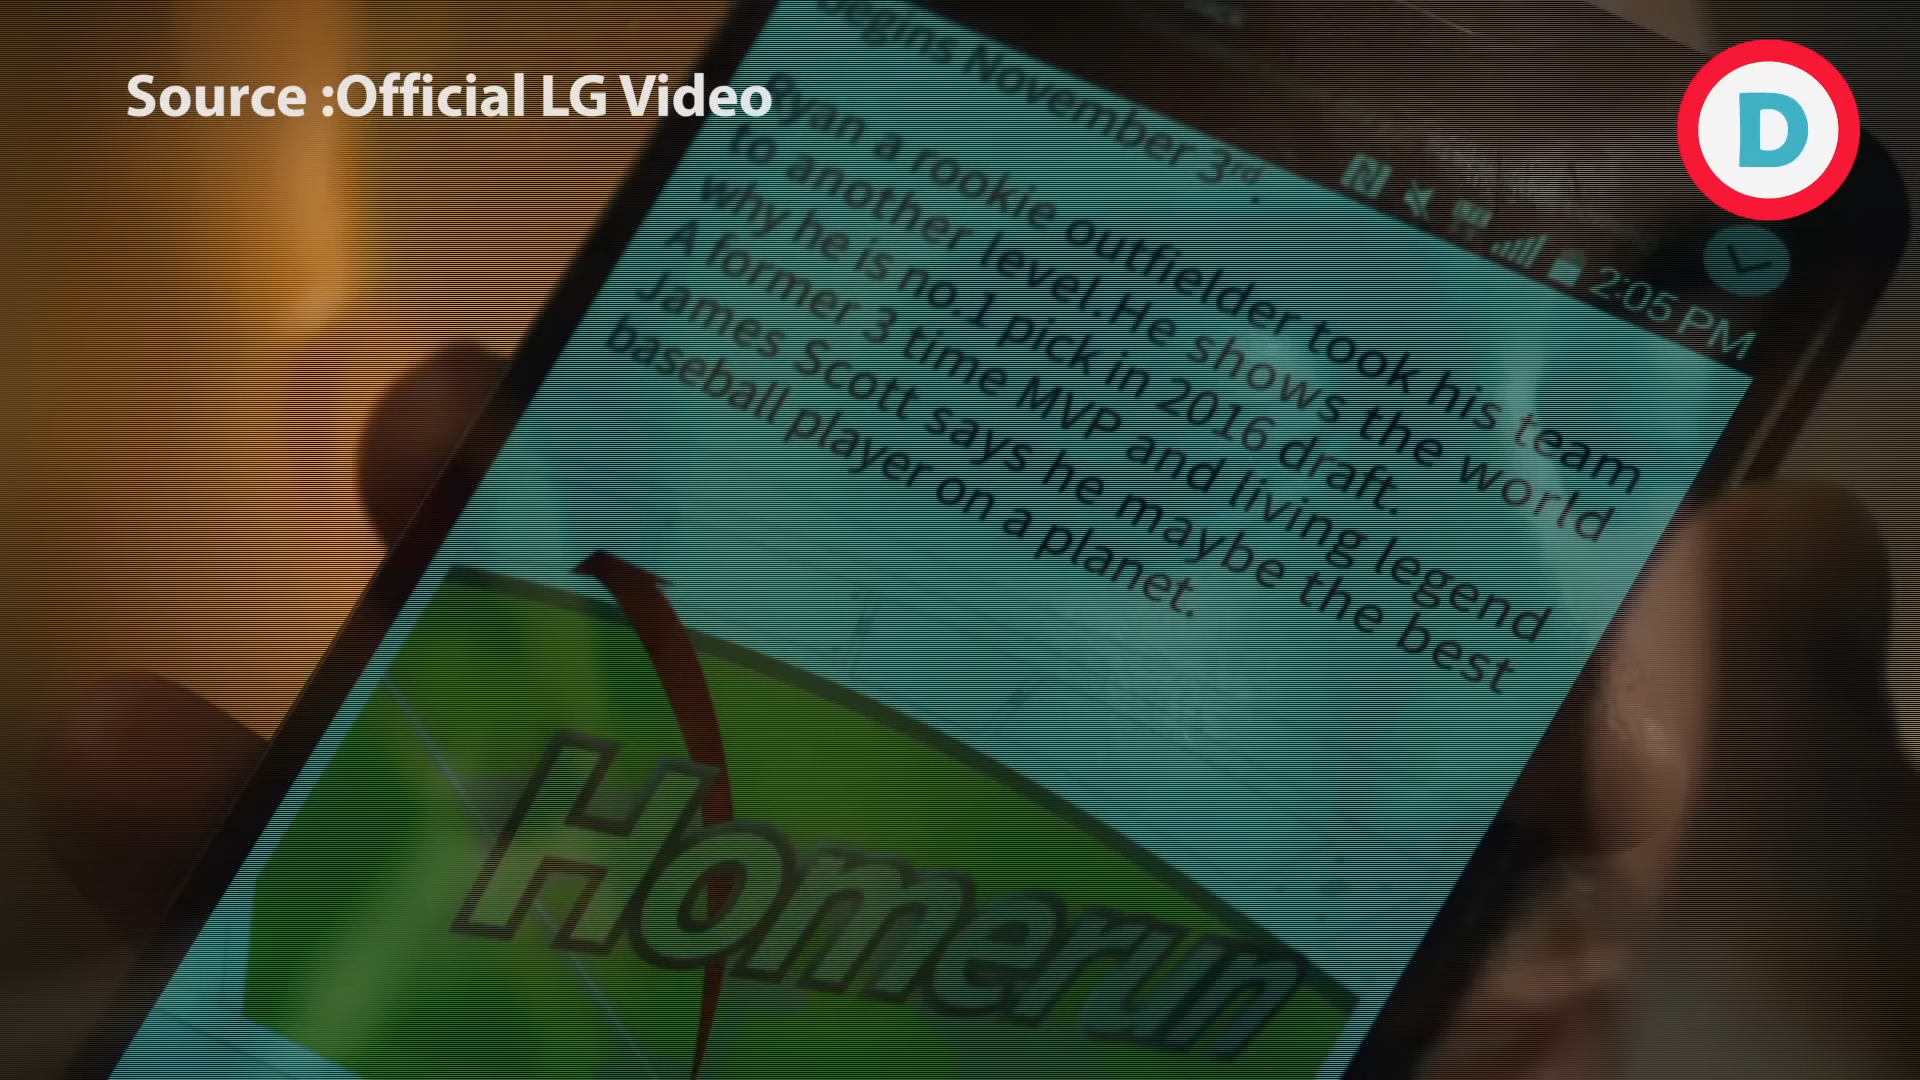 Source :Official LG Video
D
2:05 PM
begins November 3rd.
Ryan a rookie outfielder took his team
to another level.He shows the world
why he is no.1 pick in 2016 draft.
A former 3 time MVP and living legend
James Scott says he maybe the best
baseball player on a planet.
Homerun